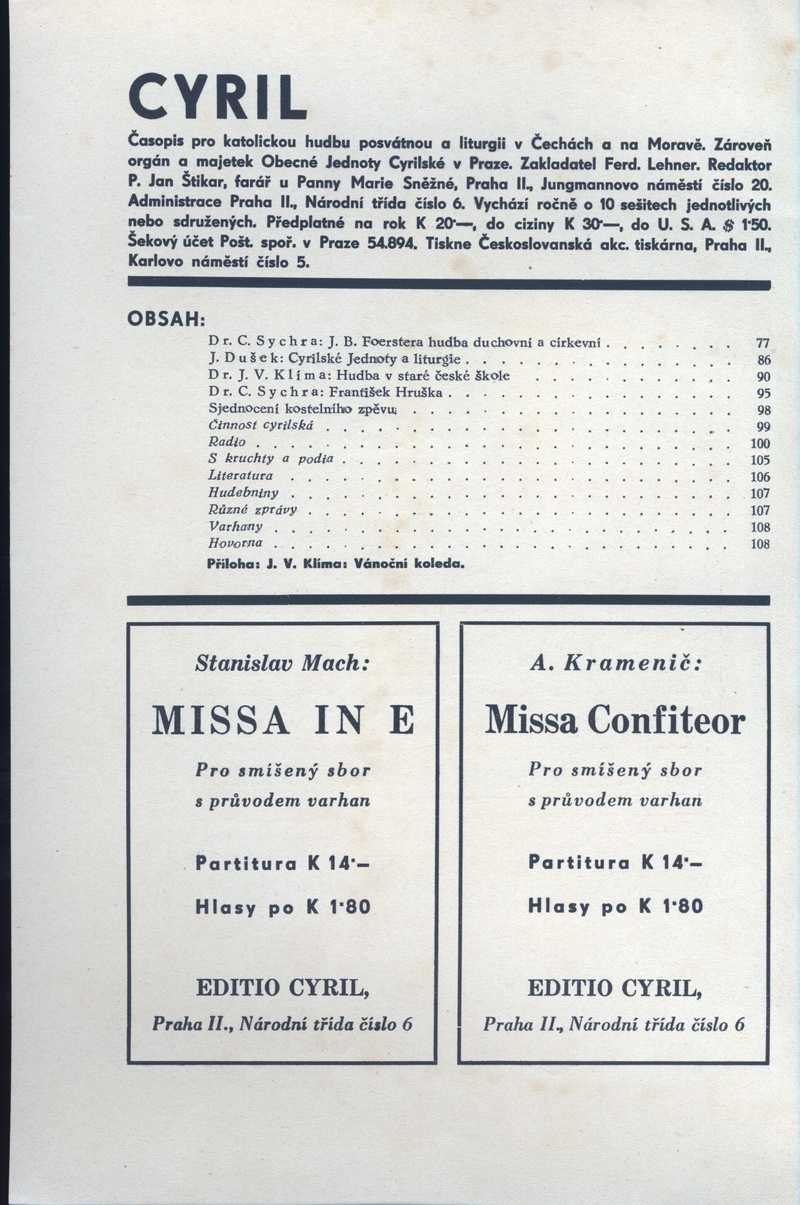 CYRIL
Časopis pro katolickou hudbu posvátnou a liturgii v Čechách a na Moravě. Zároveň
orgán a majetek Obecné Jednoty Cyrilské v Praze. Zakladatel Ferd. Lehner. Redaktor
P. Jan Štikar, farář u Panny Marie Sněžné, Praha II., Jungmannovo náměstí číslo 20.
Administrace Praha II., Národní třída číslo 6. Vychází ročně o 10 sešitech jednotlivých
nebo sdružených. Předplatné na rok K 20·—, do ciziny K 30·—, do U. S. A. $ 1·50.
Šekový účet Pošt. spoř. v Praze 54.894. Tiskne Českoslovanská akc. tiskárna, Praha II.,
Karlovo náměstí číslo 5.
OBSAH:
Dr. C. Sychra: J. B. Foerstera hudba duchovní a církevní . . . . . . . . 77
J. Dušek: Cyrilské Jednoty a liturgie . . . . . . . . . . . . . . . . 86
Dr. J. V. Klíma: Hudba v staré české škole . . . . . . . . . . . . 90
Dr. C. Sychra: František Hruška . . . . . . . . . . . . . . . . . 95
Sjednocení kostelního zpěvu . . . . . . . . . . . . . . . . . . . 98
Činnost cyrilská . . . . . . . . . . . . . . . . . . . . . . . . 99
Radio . . . . . . . . . . . . . . . . . . . . . . . . . . . . 100
S kruchty a podia . . . . . . . . . . . . . . . . . . . . . . . 105
Literatura . . . . . . . . . . . . . . . . . . . . . . . . . . 106
Hudebniny . . . . . . . . . . . . . . . . . . . . . . . . . . 107
Různé zprávy . . . . . . . . . . . . . . . . . . . . . . . . . 107
Varhany . . . . . . . . . . . . . . . . . . . . . . . . . . . 108
Hovorna . . . . . . . . . . . . . . . . . . . . . . . . . . . 108
Příloha: J. V. Klíma: Vánoční koleda.
Stanislav Mach:
MISSA IN E
Pro smíšený sbor
s průvodem varhan
Partitura K 14·–
Hlasy po K 1·80
EDITIO CYRIL,
Praha II., Národní třída číslo 6
A. Kramenič:
Missa Confiteor
Pro smíšený sbor
s průvodem varhan
Partitura K 14·–
Hlasy po K 1·80
EDITIO CYRIL,
Praha II., Národní třída číslo 6